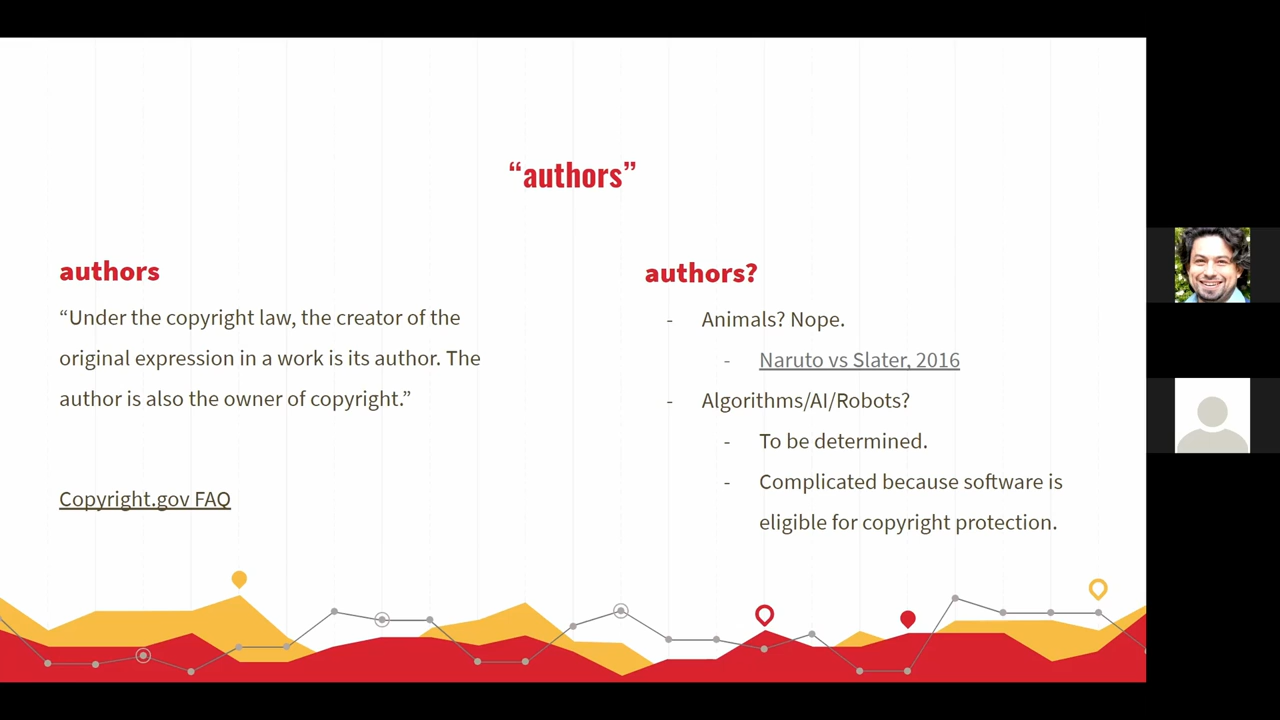 “authors”
authors
“Under the copyright law, the creator of the
original expression in a work is its author. The
author is also the owner of copyright.”
Copyright.gov FAQ
authors?
- Animals? Nope.
- Naruto vs Slater, 2016
- Algorithms/AI/Robots?
- To be determined.
- Complicated because software is
eligible for copyright protection.